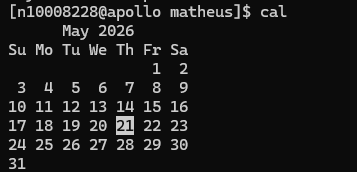 [n10008228@apollo matheus]$ cal
      May 2026
Su Mo Tu We Th Fr Sa
                1  2
 3  4  5  6  7  8  9
10 11 12 13 14 15 16
17 18 19 20 21 22 23
24 25 26 27 28 29 30
31